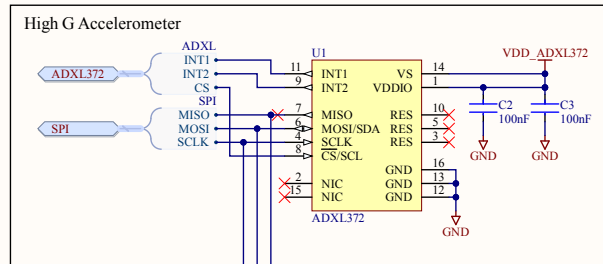 High G Accelerometer
ADXL
INT1
INT2
CS
ADXL372
SPI
MISO
MOSI
SCLK
SPI
U1
11 INT1 VS 14
9 INT2 VDDIO 1
7 MISO RES 10
6 MOSI/SDA RES 5
4 SCLK RES 3
8 CS/SCL
GND 16
2 NIC GND 13
15 NIC GND 12
ADXL372
VDD_ADXL372
C2
100nF
C3
100nF
GND
GND
GND